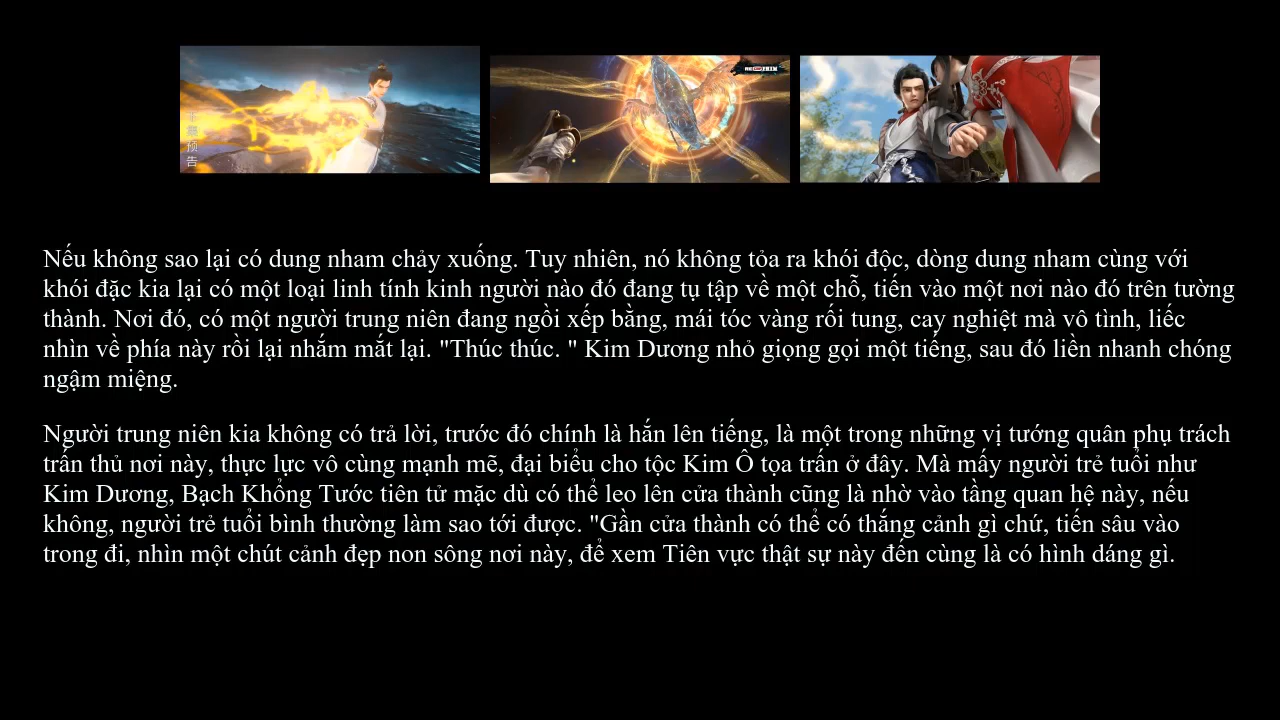 下集预告
Nếu không sao lại có dung nham chảy xuống. Tuy nhiên, nó không tỏa ra khói độc, dòng dung nham cùng với
khói đặc kia lại có một loại linh tính kinh người nào đó đang tụ tập về một chỗ, tiến vào một nơi nào đó trên tường
thành. Nơi đó, có một người trung niên đang ngồi xếp bằng, mái tóc vàng rối tung, cay nghiệt mà vô tình, liếc
nhìn về phía này rồi lại nhắm mắt lại. "Thúc thúc. " Kim Dương nhỏ giọng gọi một tiếng, sau đó liền nhanh chóng
ngậm miệng.
Người trung niên kia không có trả lời, trước đó chính là hắn lên tiếng, là một trong những vị tướng quân phụ trách
trấn thủ nơi này, thực lực vô cùng mạnh mẽ, đại biểu cho tộc Kim Ô tọa trấn ở đây. Mà mấy người trẻ tuổi như
Kim Dương, Bạch Khổng Tước tiên tử mặc dù có thể leo lên cửa thành cũng là nhờ vào tầng quan hệ này, nếu
không, người trẻ tuổi bình thường làm sao tới được. "Gần cửa thành có thể có thắng cảnh gì chứ, tiến sâu vào
trong đi, nhìn một chút cảnh đẹp non sông nơi này, để xem Tiên vực thật sự này đến cùng là có hình dáng gì.